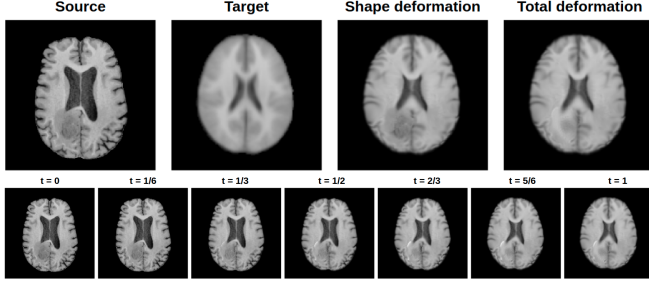 Source Target Shape deformation Total deformation
t = 0 t = 1/6 t = 1/3 t = 1/2 t = 2/3 t = 5/6 t = 1